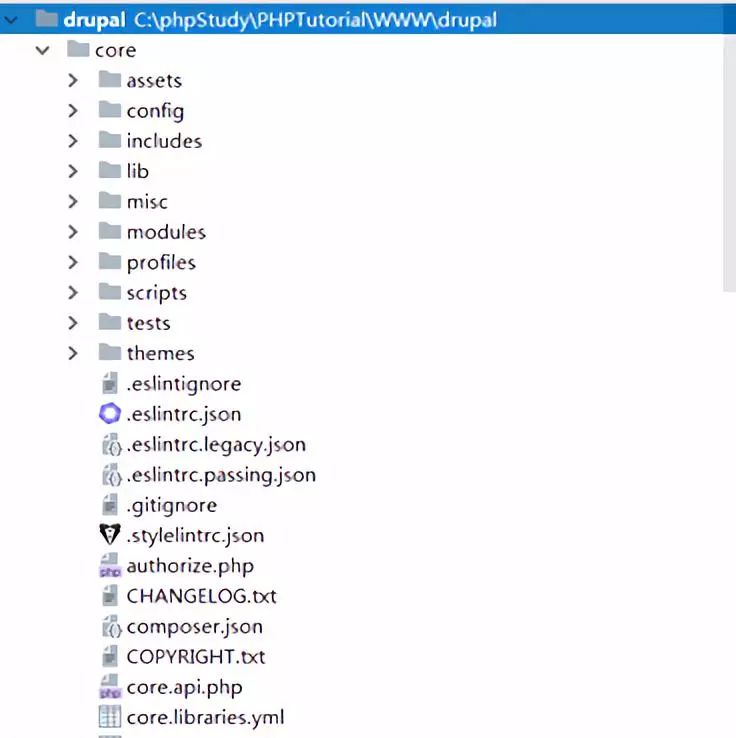 drupal C:\phpStudy\PHPTutorial\WWW\drupal
core
assets
config
includes
lib
misc
modules
profiles
scripts
tests
themes
.eslintignore
.eslintrc.json
.eslintrc.legacy.json
.eslintrc.passing.json
.gitignore
.stylelintrc.json
php authorize.php
CHANGELOG.txt
composer.json
COPYRIGHT.txt
php core.api.php
core.libraries.yml